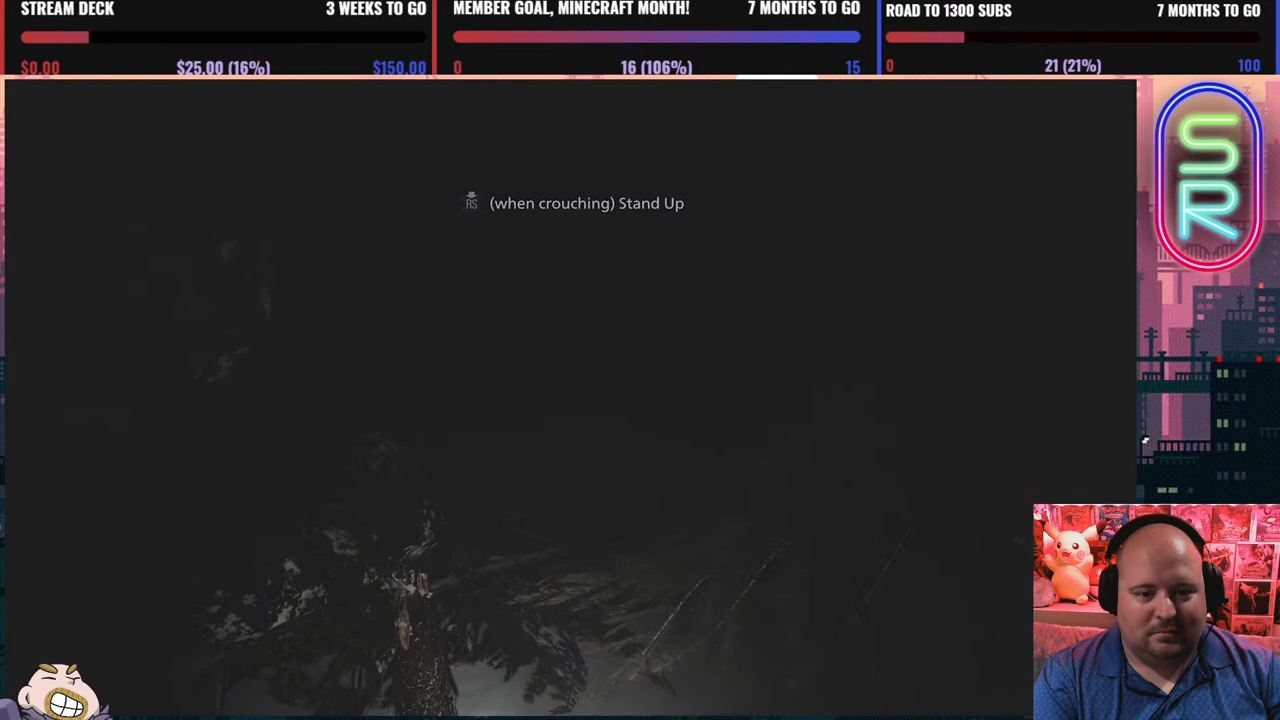 STREAM DECK 3 WEEKS TO GO
$0.00 $25.00 (16%) $150.00
MEMBER GOAL, MINECRAFT MONTH! 7 MONTHS TO GO
0 16 (106%) 15
ROAD TO 1300 SUBS 7 MONTHS TO GO
0 21 (21%) 100
SR
RS (when crouching) Stand Up